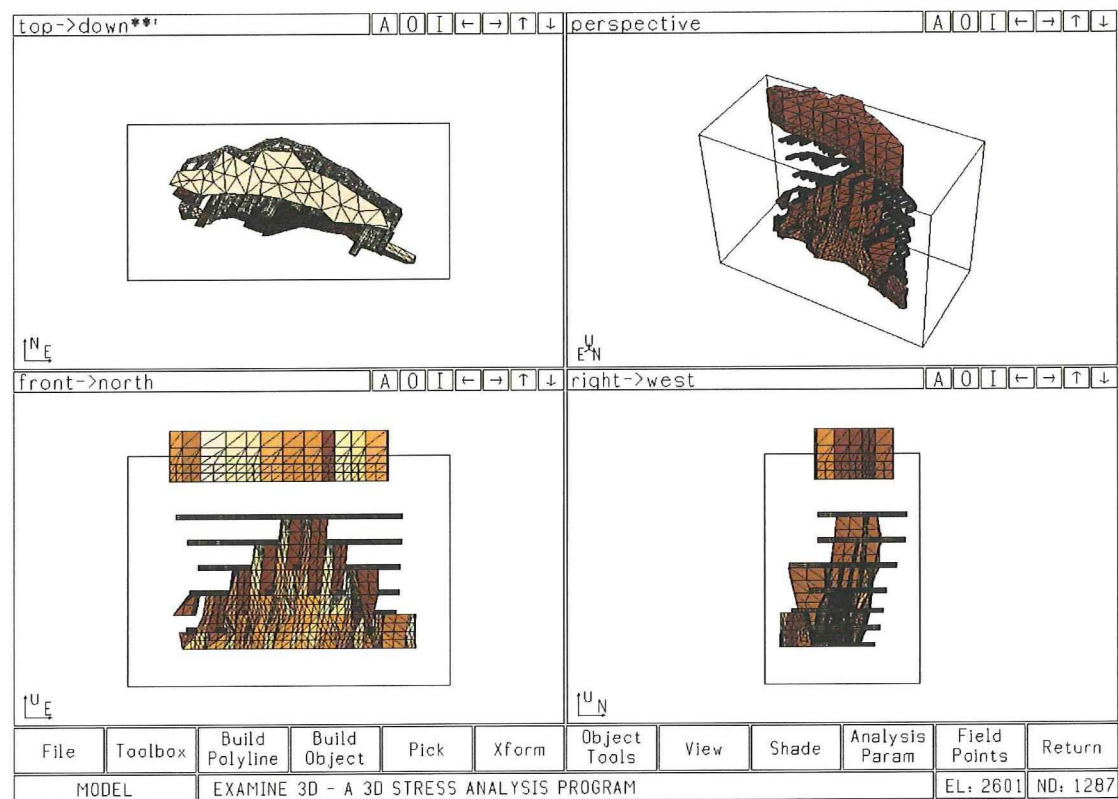 top->down**' A O I ← → ↑ ↓
perspective A O I ← → ↑ ↓
N E
E U N
front->north A O I ← → ↑ ↓
right->west A O I ← → ↑ ↓
U E
U N
File Toolbox Build Polyline Build Object Pick Xform Object Tools View Shade Analysis Param Field Points Return
MODEL EXAMINE 3D - A 3D STRESS ANALYSIS PROGRAM EL: 2601 ND: 1287